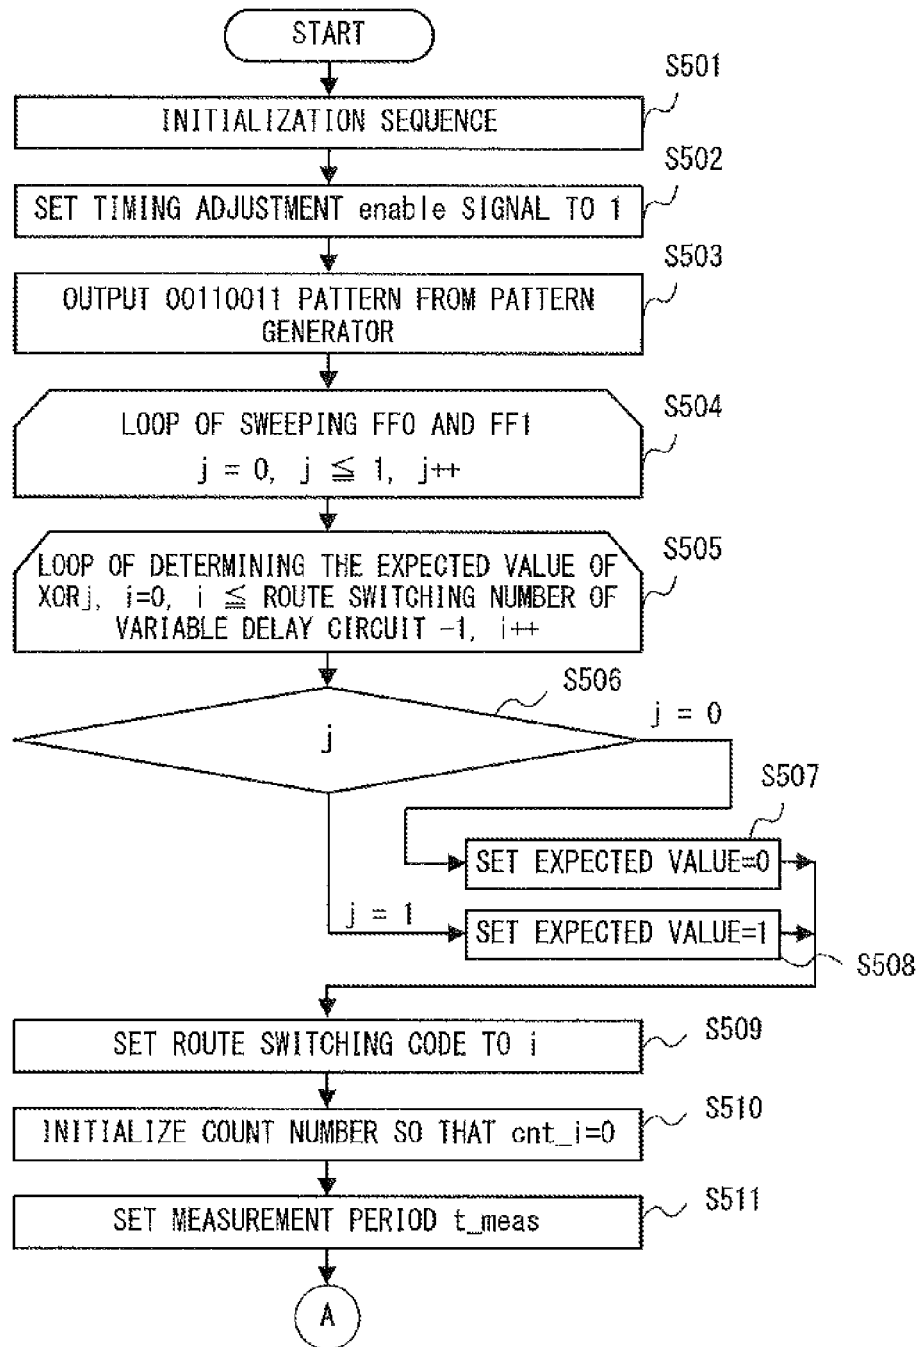 START
S501
INITIALIZATION SEQUENCE
S502
SET TIMING ADJUSTMENT enable SIGNAL TO 1
S503
OUTPUT 00110011 PATTERN FROM PATTERN
GENERATOR
S504
LOOP OF SWEEPING FF0 AND FF1
j = 0, j ≦ 1, j++
S505
LOOP OF DETERMINING THE EXPECTED VALUE OF
XORj, i=0, i ≦ ROUTE SWITCHING NUMBER OF
VARIABLE DELAY CIRCUIT -1, i++
S506
j
j = 0
S507
SET EXPECTED VALUE=0
j = 1
SET EXPECTED VALUE=1
S508
S509
SET ROUTE SWITCHING CODE TO i
S510
INITIALIZE COUNT NUMBER SO THAT cnt_i=0
S511
SET MEASUREMENT PERIOD t_meas
A